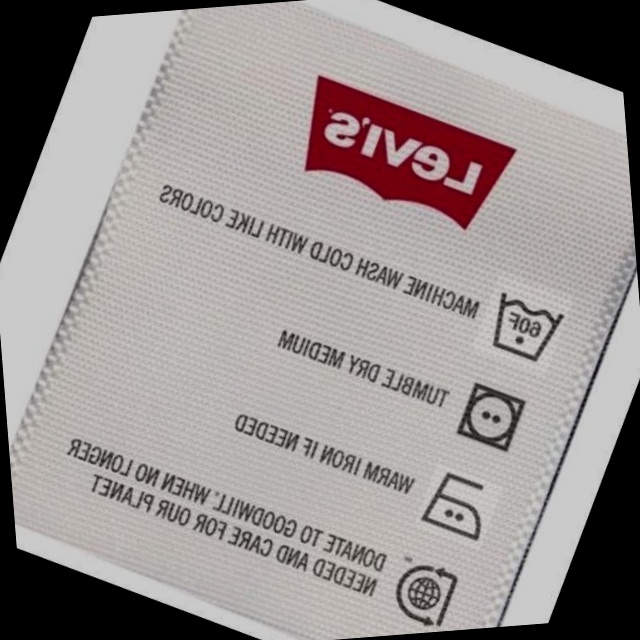 LEVI'S
MACHINE WASH COLD WITH LIKE COLORS
60F
TUMBLE DRY MEDIUM
WARM IRON IF NEEDED
DONATE TO GOODWILL™ WHEN NO LONGER
NEEDED AND CARE FOR OUR PLANET